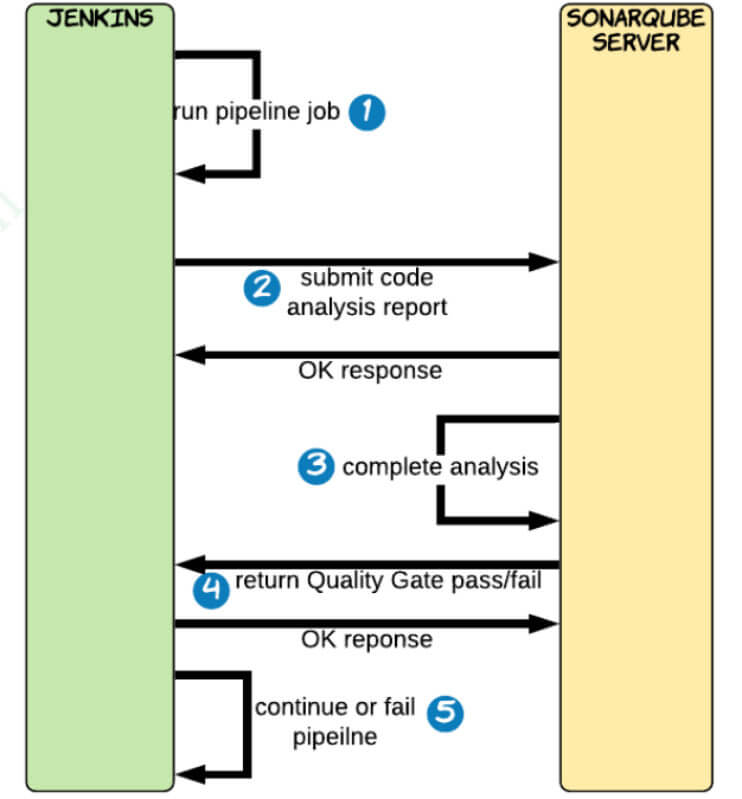 JENKINS
SONARQUBE
SERVER
run pipeline job 1
2 submit code
analysis report
OK response
3 complete analysis
4 return Quality Gate pass/fail
OK reponse
continue or fail 5
pipeilne